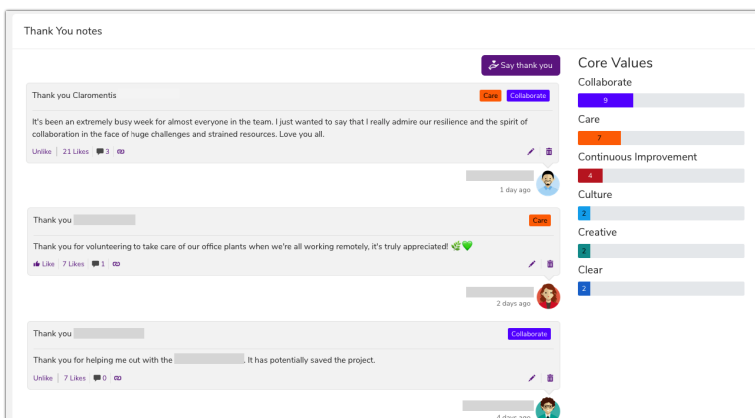 Thank You notes
Say thank you
Thank you Claromentis
Care
Collaborate
It's been an extremely busy week for almost everyone in the team. I just wanted to say that I really admire our resilience and the spirit of
collaboration in the face of huge challenges and strained resources. Love you all.
Unlike
21 Likes
3
1 day ago
Thank you
Care
Thank you for volunteering to take care of our office plants when we're all working remotely, it's truly appreciated! 🌿💚
Like
7 Likes
1
2 days ago
Thank you
Collaborate
Thank you for helping me out with the . It has potentially saved the project.
Unlike
7 Likes
0
4 days ago
Core Values
Collaborate
9
Care
7
Continuous Improvement
4
Culture
2
Creative
2
Clear
2